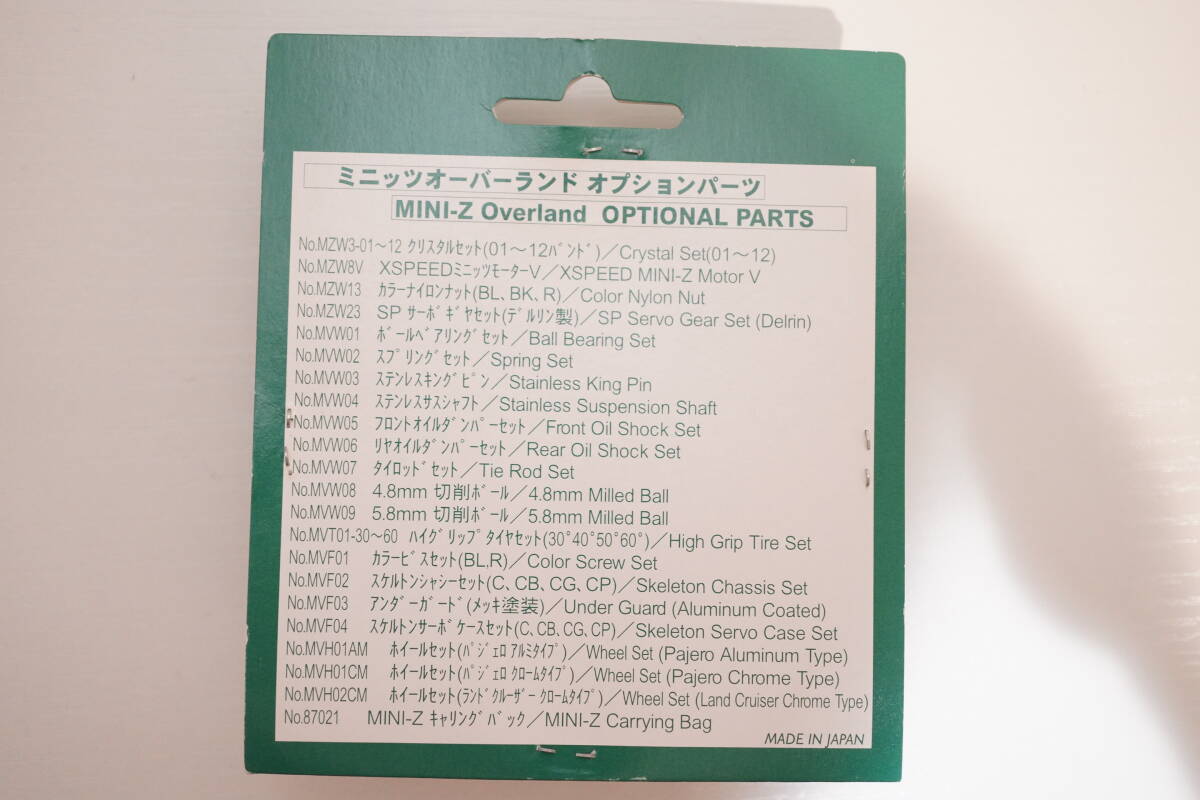 ミニッツオーバーランド オプションパーツ
MINI-Z Overland OPTIONAL PARTS
No.MZW3-01～12 ｸﾘｽﾀﾙｾｯﾄ(01～12ﾊﾞﾝﾄﾞ)／Crystal Set(01～12)
No.MZW8V XSPEEDﾐﾆｯﾂﾓｰﾀｰV／XSPEED MINI-Z Motor V
No.MZW13 ｶﾗｰﾅｲﾛﾝﾅｯﾄ(BL、BK、R)／Color Nylon Nut
No.MZW23 SP ｻｰﾎﾞｷﾞﾔｾｯﾄ(ﾃﾞﾙﾘﾝ製)／SP Servo Gear Set (Delrin)
No.MVW01 ﾎﾞｰﾙﾍﾞｱﾘﾝｸﾞｾｯﾄ／Ball Bearing Set
No.MVW02 ｽﾌﾟﾘﾝｸﾞｾｯﾄ／Spring Set
No.MVW03 ｽﾃﾝﾚｽｷﾝｸﾞﾋﾟﾝ／Stainless King Pin
No.MVW04 ｽﾃﾝﾚｽｻｽｼｬﾌﾄ／Stainless Suspension Shaft
No.MVW05 ﾌﾛﾝﾄｵｲﾙﾀﾞﾝﾊﾟｰｾｯﾄ／Front Oil Shock Set
No.MVW06 ﾘﾔｵｲﾙﾀﾞﾝﾊﾟｰｾｯﾄ／Rear Oil Shock Set
No.MVW07 ﾀｲﾛｯﾄﾞｾｯﾄ／Tie Rod Set
No.MVW08 4.8mm 切削ﾎﾞｰﾙ／4.8mm Milled Ball
No.MVW09 5.8mm 切削ﾎﾞｰﾙ／5.8mm Milled Ball
No.MVT01-30～60 ﾊｲｸﾞﾘｯﾌﾟﾀｲﾔｾｯﾄ(30°40°50°60°)／High Grip Tire Set
No.MVF01 ｶﾗｰﾋﾞｽｾｯﾄ(BL,R)／Color Screw Set
No.MVF02 ｽｹﾙﾄﾝｼｬｼｰｾｯﾄ(C、CB、CG、CP)／Skeleton Chassis Set
No.MVF03 ｱﾝﾀﾞｰｶﾞｰﾄﾞ(ﾒｯｷ塗装)／Under Guard (Aluminum Coated)
No.MVF04 ｽｹﾙﾄﾝｻｰﾎﾞｹｰｽｾｯﾄ(C、CB、CG、CP)／Skeleton Servo Case Set
No.MVH01AM ﾎｲｰﾙｾｯﾄ(ﾊﾟｼﾞｪﾛ ｱﾙﾐﾀｲﾌﾟ)／Wheel Set (Pajero Aluminum Type)
No.MVH01CM ﾎｲｰﾙｾｯﾄ(ﾊﾟｼﾞｪﾛ ｸﾛｰﾑﾀｲﾌﾟ)／Wheel Set (Pajero Chrome Type)
No.MVH02CM ﾎｲｰﾙｾｯﾄ(ﾗﾝﾄﾞｸﾙｰｻﾞｰ ｸﾛｰﾑﾀｲﾌﾟ)／Wheel Set (Land Cruiser Chrome Type)
No.87021 MINI-Z ｷｬﾘﾝｸﾞﾊﾞｯｸ／MINI-Z Carrying Bag
MADE IN JAPAN